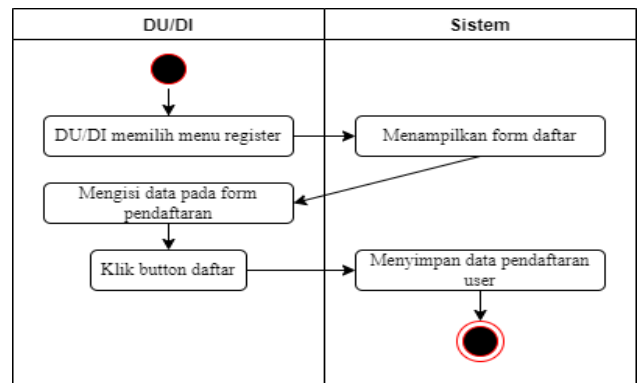 DU/DI
Sistem
DU/DI memilih menu register
Menampilkan form daftar
Mengisi data pada form
pendaftaran
Klik button daftar
Menyimpan data pendaftaran
user